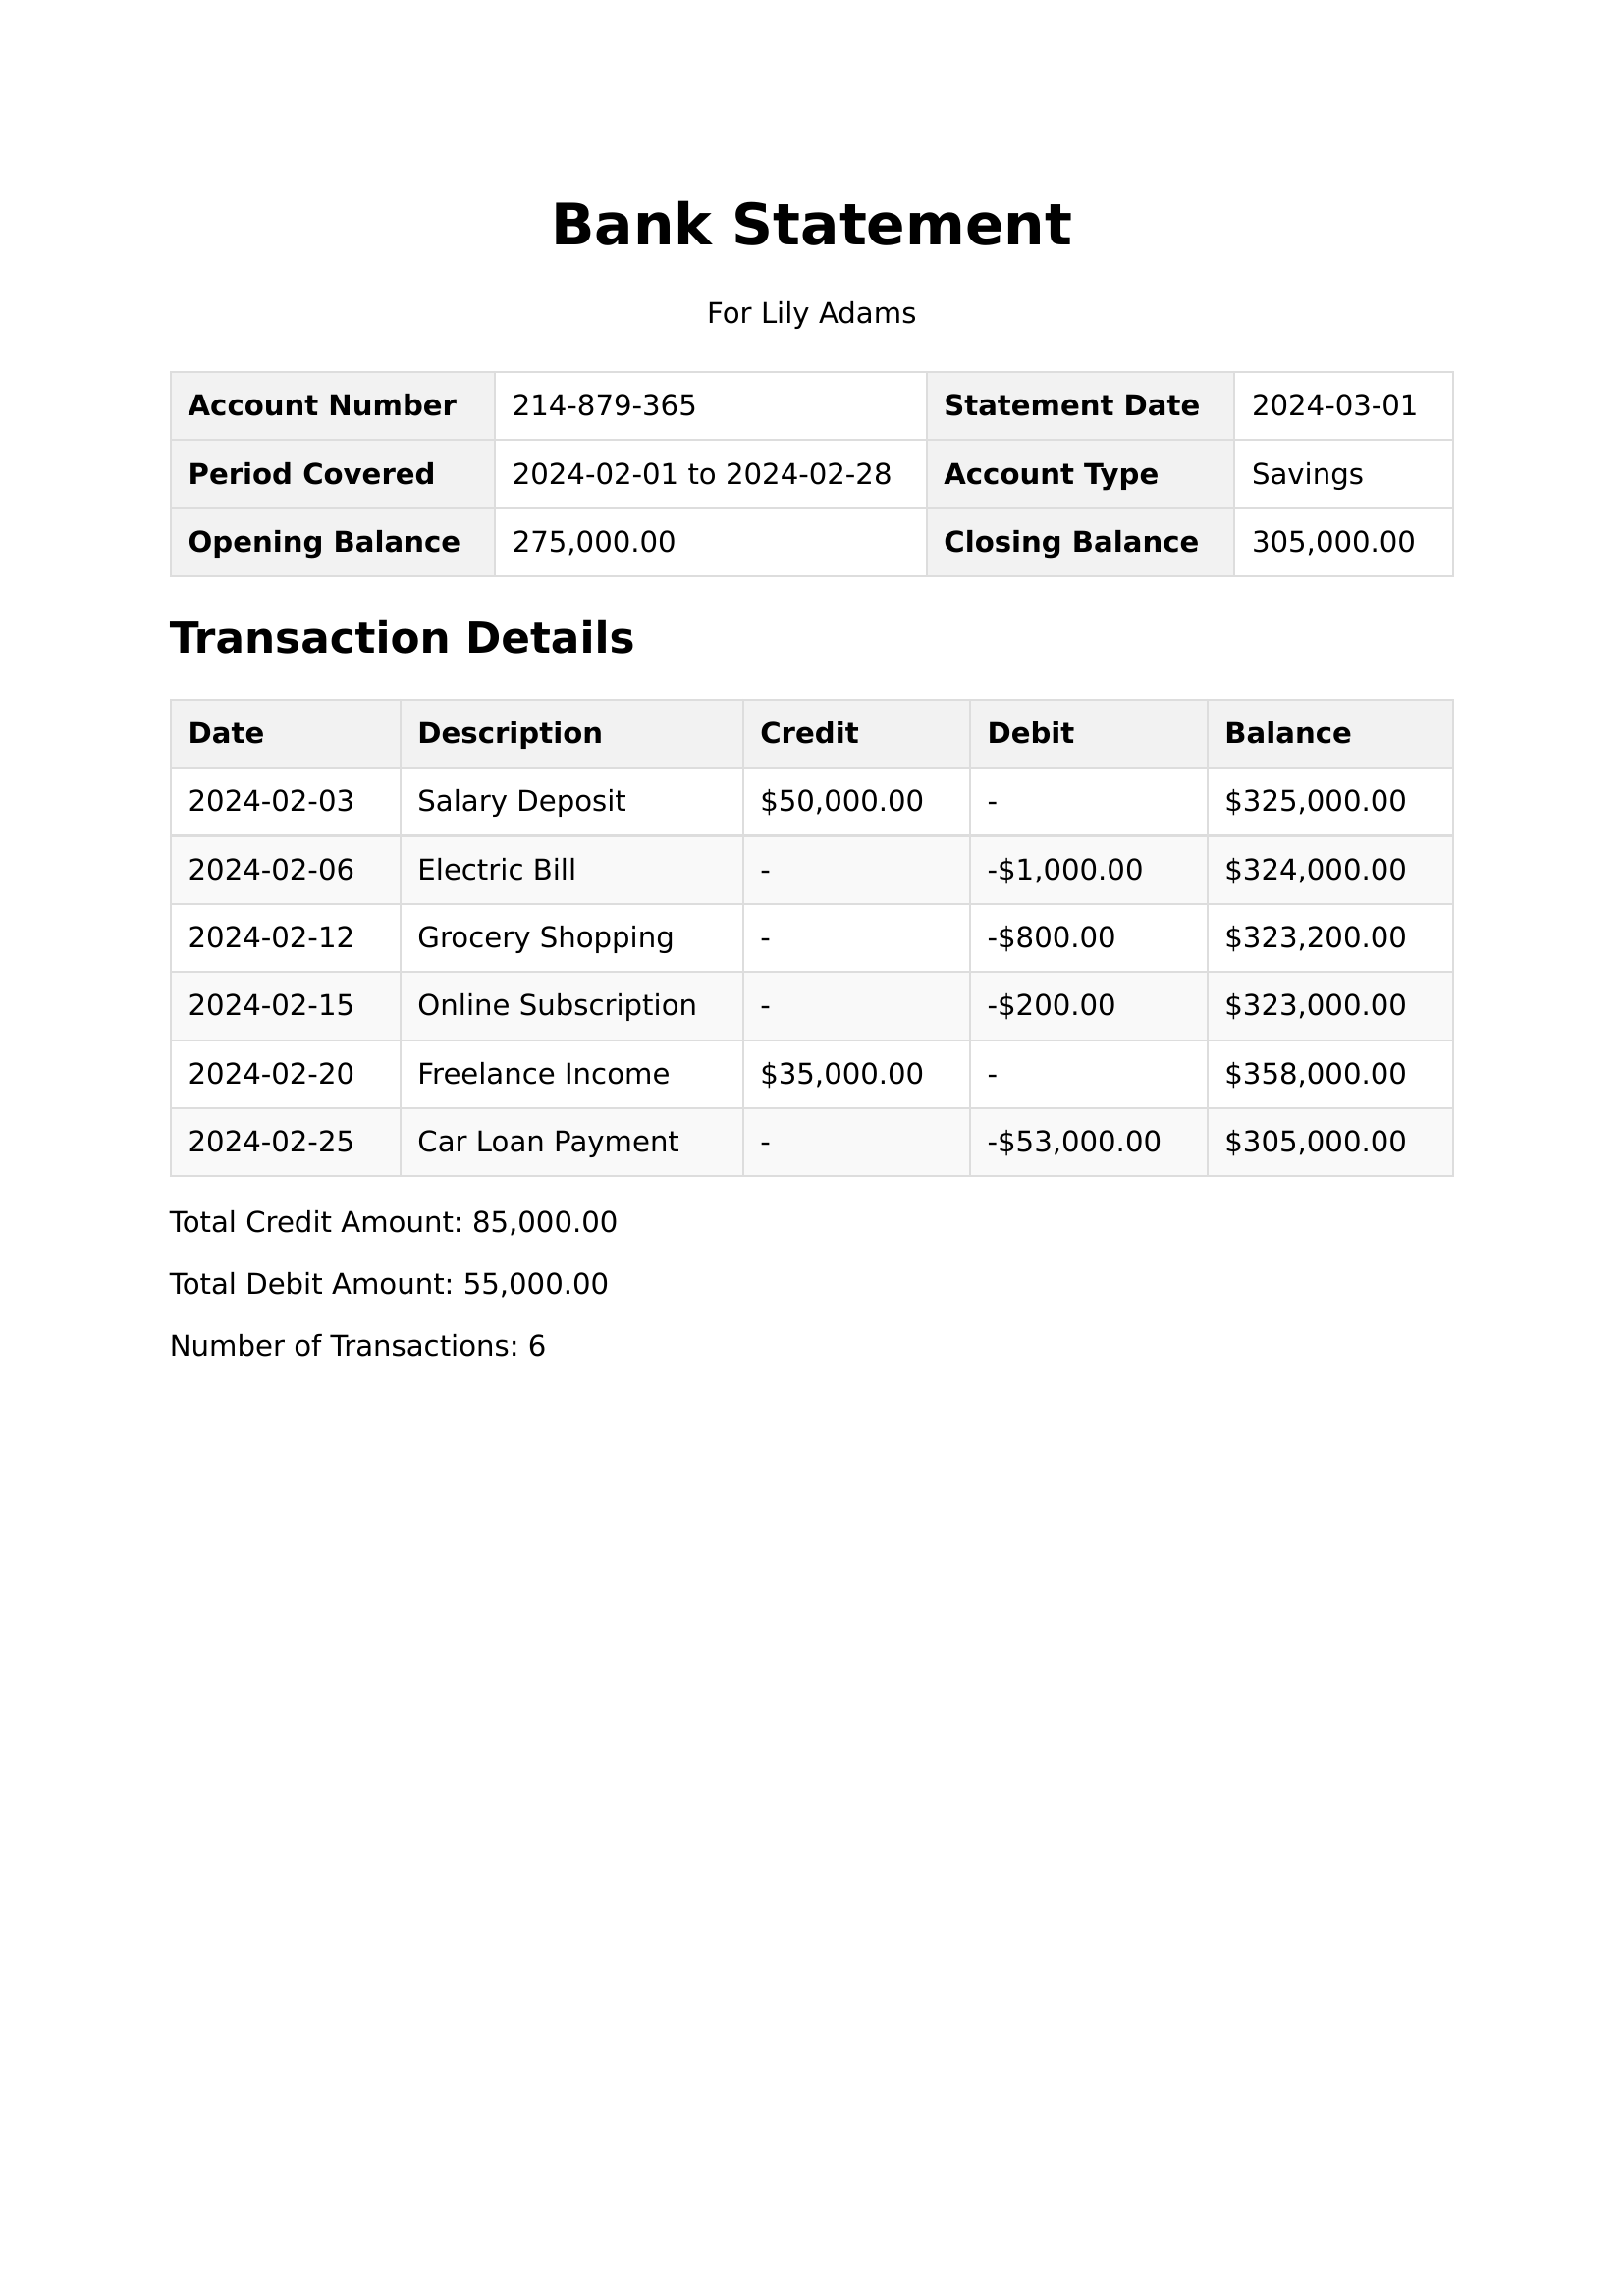 Bank Statement
For Lily Adams
Account Number 214-879-365 Statement Date 2024-03-01
Period Covered 2024-02-01 to 2024-02-28 Account Type Savings
Opening Balance 275,000.00 Closing Balance 305,000.00
Transaction Details
Date Description Credit Debit Balance
2024-02-03 Salary Deposit $50,000.00 - $325,000.00
2024-02-06 Electric Bill - -$1,000.00 $324,000.00
2024-02-12 Grocery Shopping - -$800.00 $323,200.00
2024-02-15 Online Subscription - -$200.00 $323,000.00
2024-02-20 Freelance Income $35,000.00 - $358,000.00
2024-02-25 Car Loan Payment - -$53,000.00 $305,000.00
Total Credit Amount: 85,000.00
Total Debit Amount: 55,000.00
Number of Transactions: 6